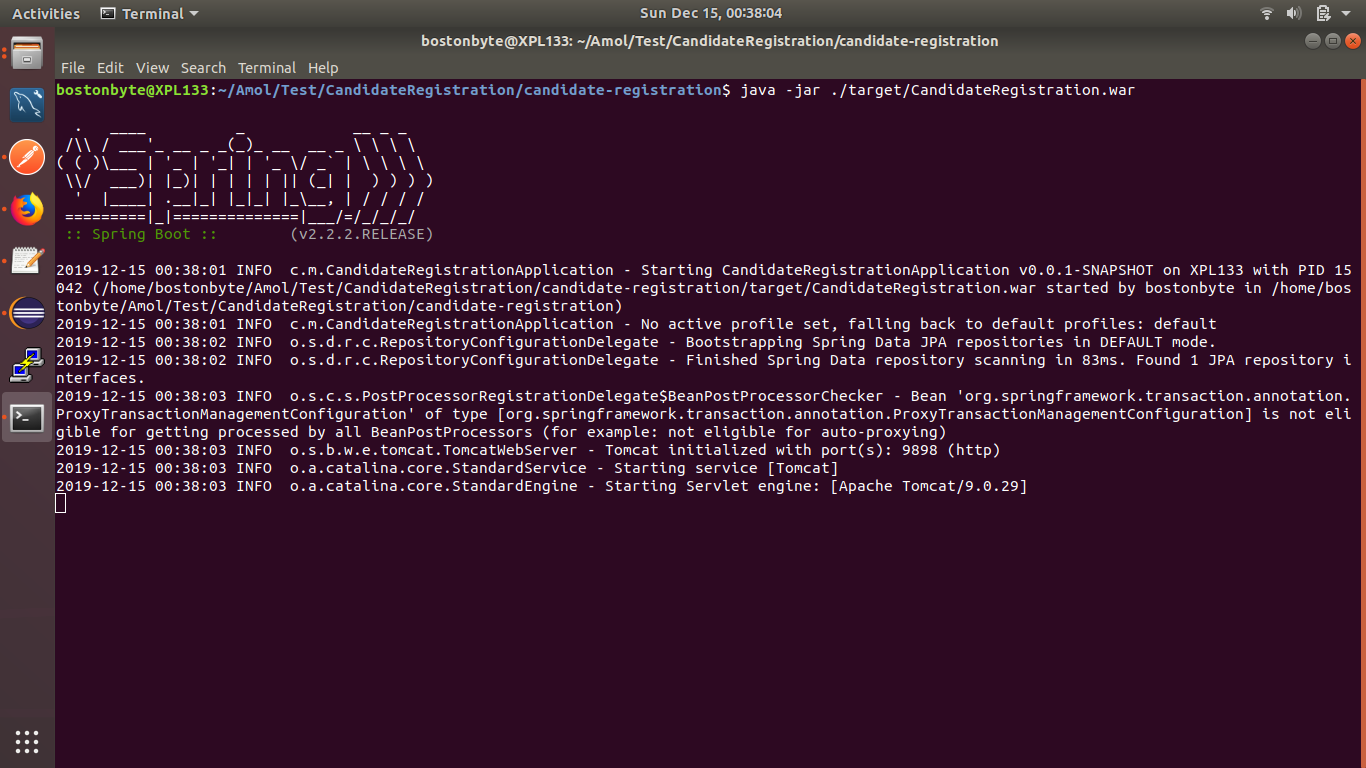 Activities Terminal Sun Dec 15, 00:38:04
bostonbyte@XPL133: ~/Amol/Test/CandidateRegistration/candidate-registration
File Edit View Search Terminal Help
bostonbyte@XPL133:~/Amol/Test/CandidateRegistration/candidate-registration$ java -jar ./target/CandidateRegistration.war
  .   ____          _            __ _ _
 /\\ / ___'_ __ _ _(_)_ __  __ _ \ \ \ \
( ( )\___ | '_ | '_| | '_ \/ _` | \ \ \ \
 \\/  ___)| |_)| | | | | || (_| |  ) ) ) )
  '  |____| .__|_| |_|_| |_\__, | / / / /
 =========|_|==============|___/=/_/_/_/
 :: Spring Boot ::        (v2.2.2.RELEASE)
2019-12-15 00:38:01 INFO  c.m.CandidateRegistrationApplication - Starting CandidateRegistrationApplication v0.0.1-SNAPSHOT on XPL133 with PID 15
042 (/home/bostonbyte/Amol/Test/CandidateRegistration/candidate-registration/target/CandidateRegistration.war started by bostonbyte in /home/bos
tonbyte/Amol/Test/CandidateRegistration/candidate-registration)
2019-12-15 00:38:01 INFO  c.m.CandidateRegistrationApplication - No active profile set, falling back to default profiles: default
2019-12-15 00:38:02 INFO  o.s.d.r.c.RepositoryConfigurationDelegate - Bootstrapping Spring Data JPA repositories in DEFAULT mode.
2019-12-15 00:38:02 INFO  o.s.d.r.c.RepositoryConfigurationDelegate - Finished Spring Data repository scanning in 83ms. Found 1 JPA repository i
nterfaces.
2019-12-15 00:38:03 INFO  o.s.c.s.PostProcessorRegistrationDelegate$BeanPostProcessorChecker - Bean 'org.springframework.transaction.annotation.
ProxyTransactionManagementConfiguration' of type [org.springframework.transaction.annotation.ProxyTransactionManagementConfiguration] is not eli
gible for getting processed by all BeanPostProcessors (for example: not eligible for auto-proxying)
2019-12-15 00:38:03 INFO  o.s.b.w.e.tomcat.TomcatWebServer - Tomcat initialized with port(s): 9898 (http)
2019-12-15 00:38:03 INFO  o.a.catalina.core.StandardService - Starting service [Tomcat]
2019-12-15 00:38:03 INFO  o.a.catalina.core.StandardEngine - Starting Servlet engine: [Apache Tomcat/9.0.29]